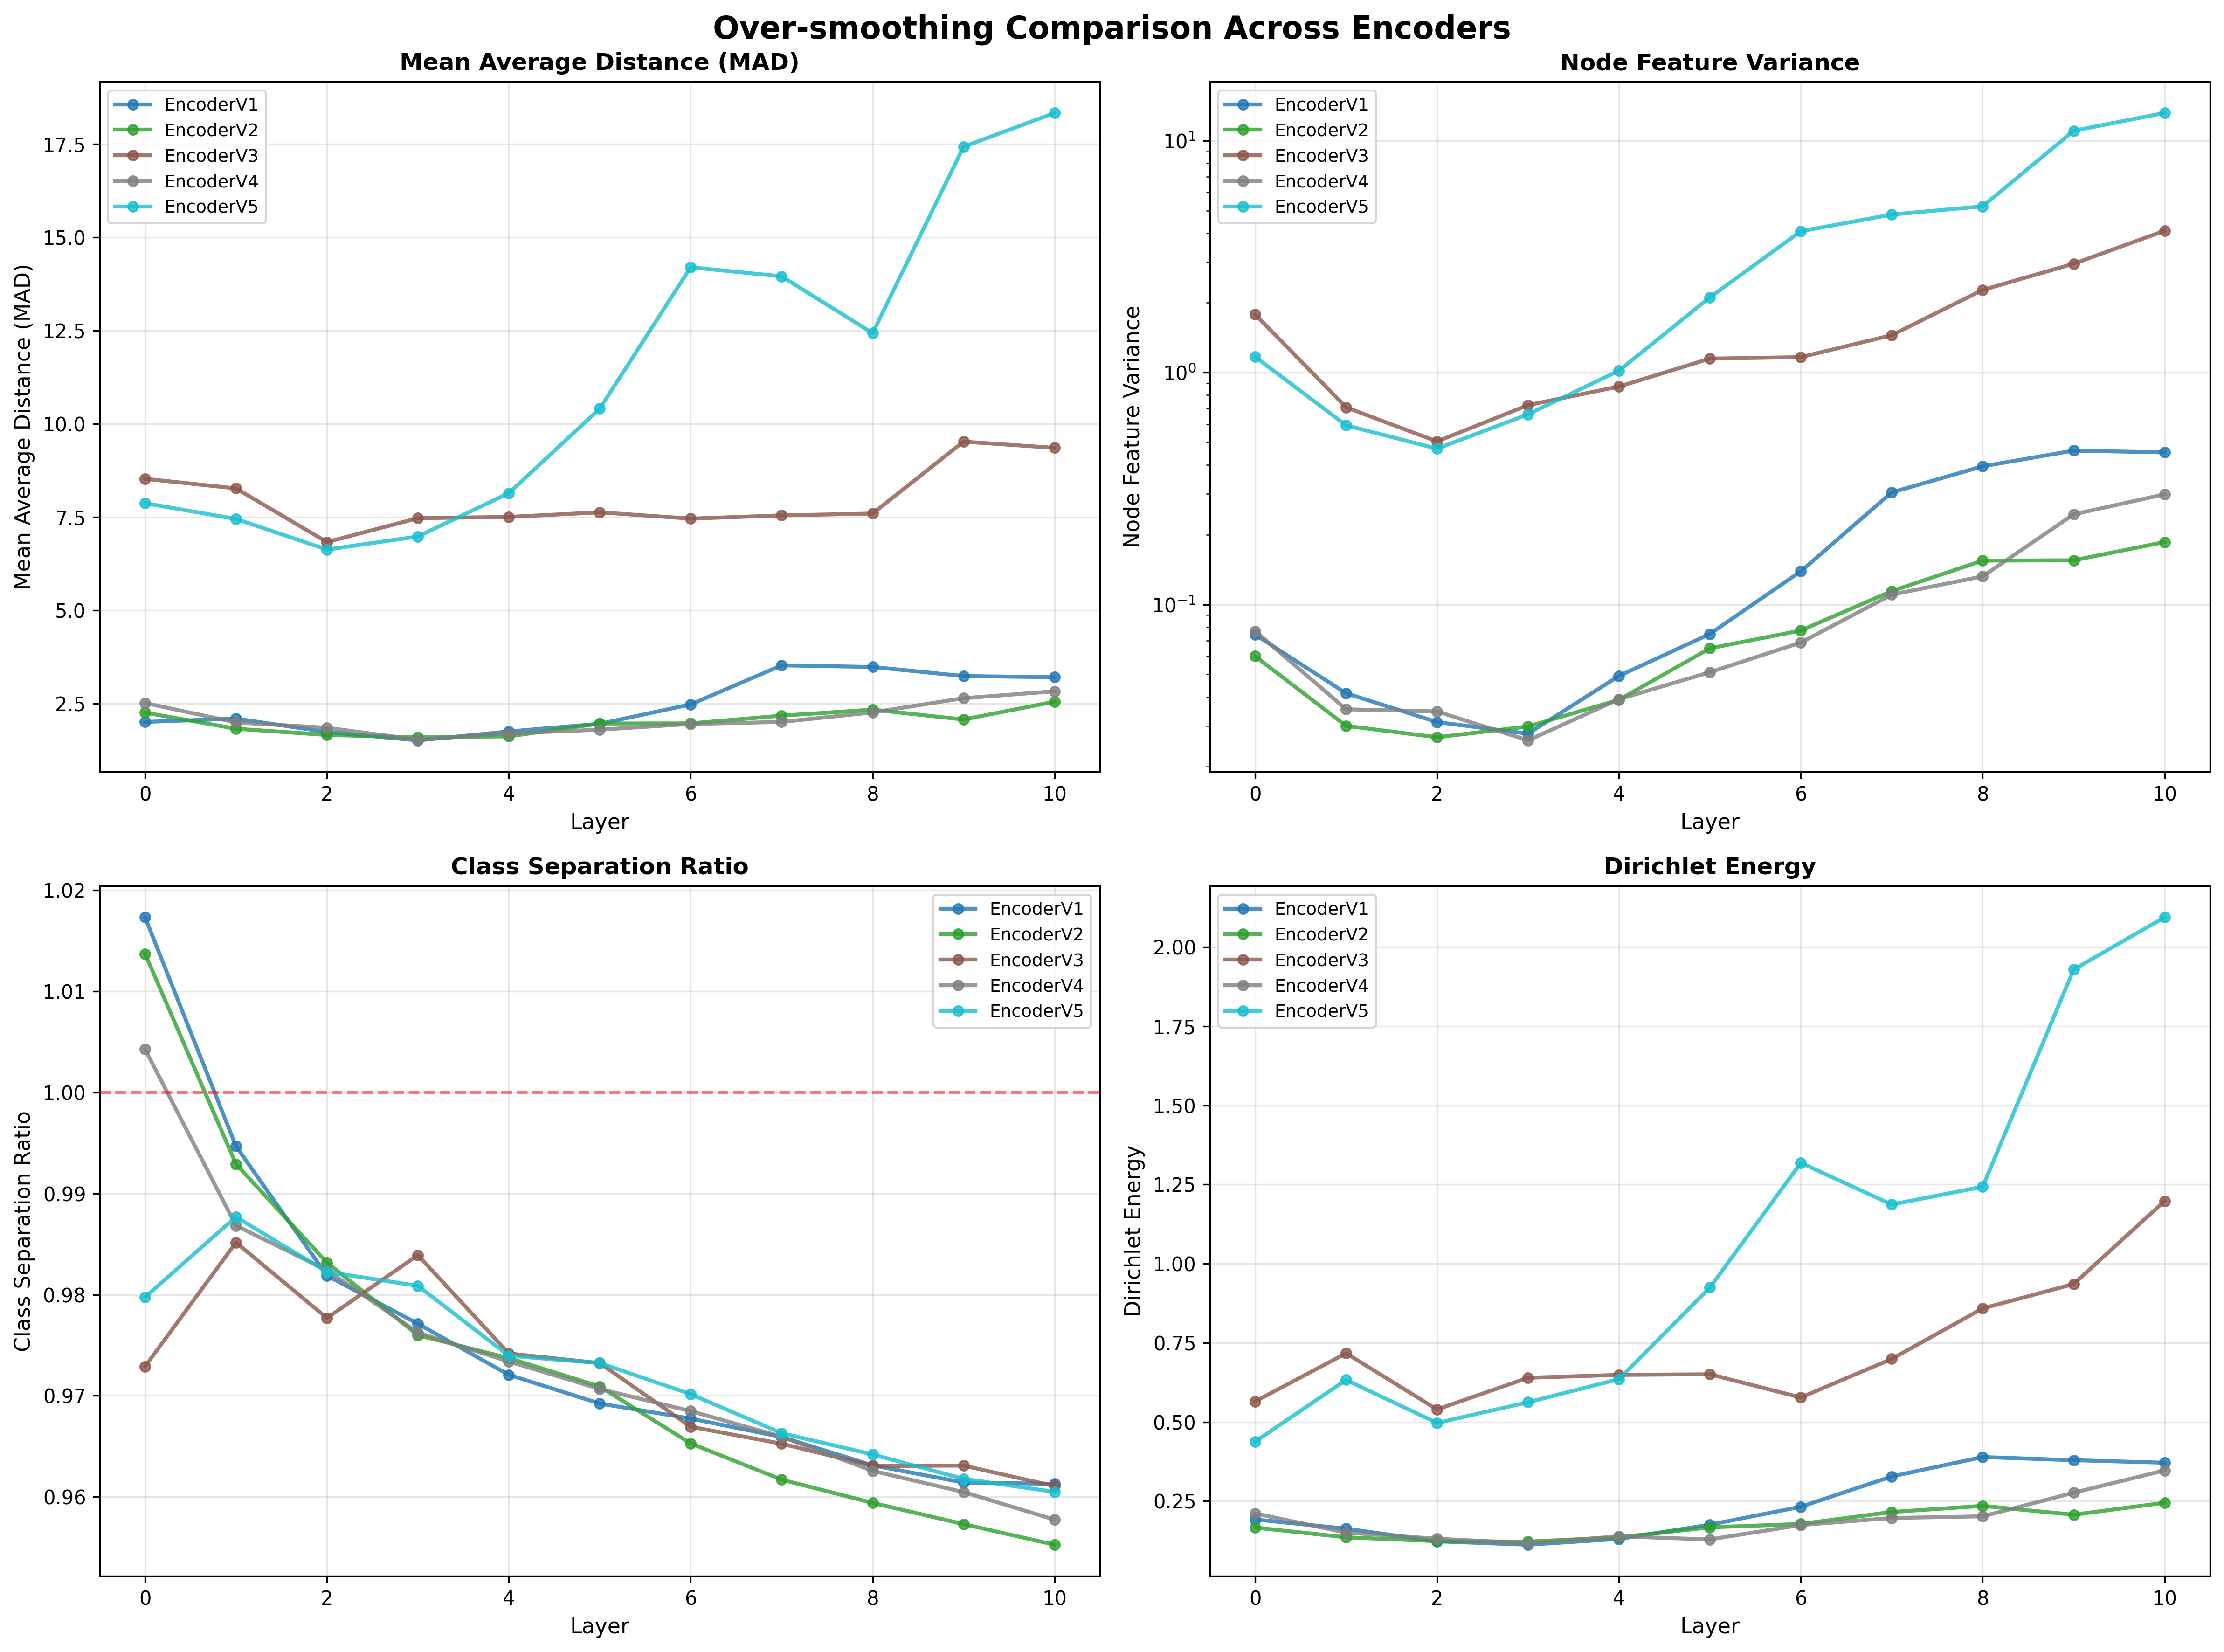 Over-smoothing Comparison Across Encoders
Mean Average Distance (MAD)
EncoderV1
EncoderV2
EncoderV3
EncoderV4
EncoderV5
Mean Average Distance (MAD)
17.5
15.0
12.5
10.0
7.5
5.0
2.5
0 2 4 6 8 10
Layer
Node Feature Variance
EncoderV1
EncoderV2
EncoderV3
EncoderV4
EncoderV5
Node Feature Variance
10¹
10⁰
10⁻¹
0 2 4 6 8 10
Layer
Class Separation Ratio
EncoderV1
EncoderV2
EncoderV3
EncoderV4
EncoderV5
Class Separation Ratio
1.02
1.01
1.00
0.99
0.98
0.97
0.96
0 2 4 6 8 10
Layer
Dirichlet Energy
EncoderV1
EncoderV2
EncoderV3
EncoderV4
EncoderV5
Dirichlet Energy
2.00
1.75
1.50
1.25
1.00
0.75
0.50
0.25
0 2 4 6 8 10
Layer